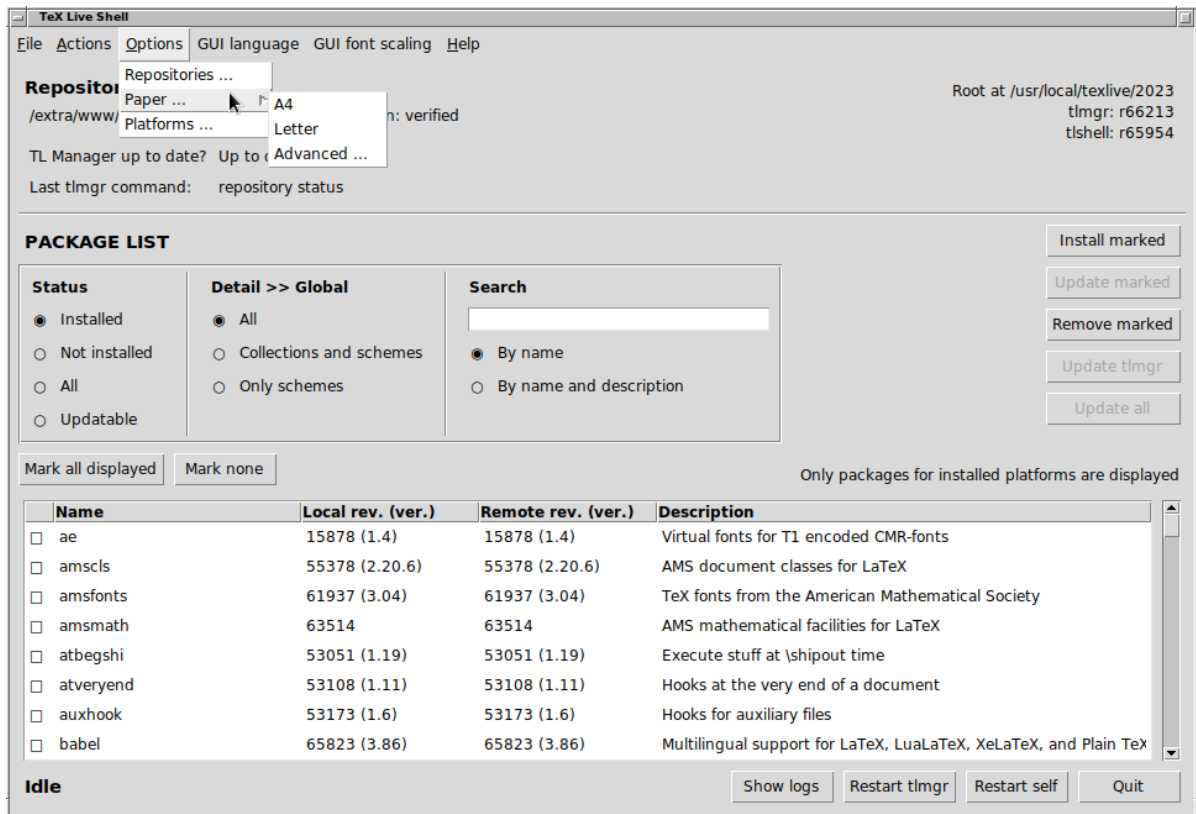 TeX Live Shell
File Actions Options GUI language GUI font scaling Help
Repositories ...
Paper ...
Platforms ...
A4
Letter
Advanced ...
/extra/www/ n: verified
TL Manager up to date? Up to
Last tlmgr command: repository status
Root at /usr/local/texlive/2023
tlmgr: r66213
tlshell: r65954
PACKAGE LIST
Install marked
Update marked
Remove marked
Update tlmgr
Update all
Status
Installed
Not installed
All
Updatable
Detail >> Global
All
Collections and schemes
Only schemes
Search
By name
By name and description
Mark all displayed Mark none
Only packages for installed platforms are displayed
Name Local rev. (ver.) Remote rev. (ver.) Description
ae 15878 (1.4) 15878 (1.4) Virtual fonts for T1 encoded CMR-fonts
amscls 55378 (2.20.6) 55378 (2.20.6) AMS document classes for LaTeX
amsfonts 61937 (3.04) 61937 (3.04) TeX fonts from the American Mathematical Society
amsmath 63514 63514 AMS mathematical facilities for LaTeX
atbegshi 53051 (1.19) 53051 (1.19) Execute stuff at \shipout time
atveryend 53108 (1.11) 53108 (1.11) Hooks at the very end of a document
auxhook 53173 (1.6) 53173 (1.6) Hooks for auxiliary files
babel 65823 (3.86) 65823 (3.86) Multilingual support for LaTeX, LuaLaTeX, XeLaTeX, and Plain TeX
Idle
Show logs Restart tlmgr Restart self Quit